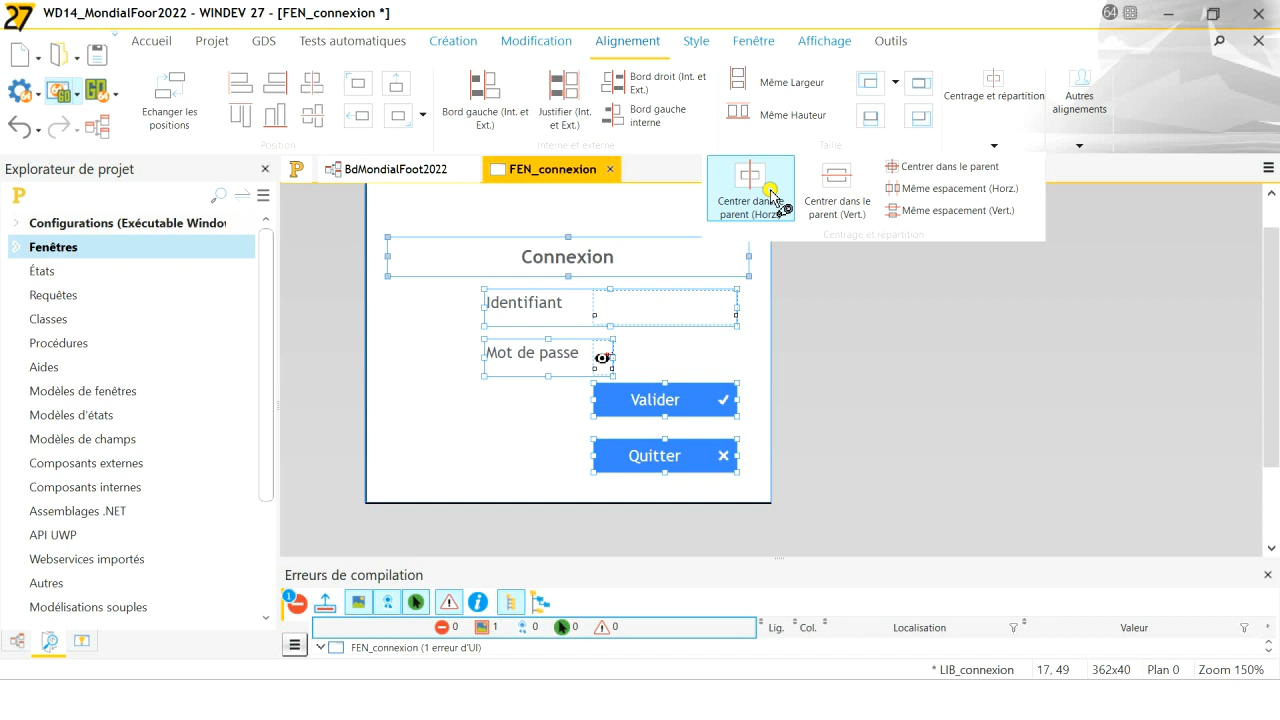 27 WD14_MondialFoor2022 - WINDEV 27 - [FEN_connexion *]
64
Accueil Projet GDS Tests automatiques Création Modification Alignement Style Fenêtre Affichage Outils
Echanger les positions
Position
Bord gauche (Int. et Ext.)
Justifier (Int. et Ext.)
Bord droit (Int. et Ext.)
Bord gauche interne
Interne et externe
Même Largeur
Même Hauteur
Taille
Centrage et répartition
Autres alignements
Explorateur de projet
BdMondialFoot2022
FEN_connexion
Centrer dans le parent (Vert.)
Centrer dans le parent
Même espacement (Horz.)
Même espacement (Vert.)
Centrage et répartition
Configurations (Exécutable Windo
Fenêtres
États
Requêtes
Classes
Procédures
Aides
Modèles de fenêtres
Modèles d'états
Modèles de champs
Composants externes
Composants internes
Assemblages .NET
API UWP
Webservices importés
Autres
Modélisations souples
Connexion
Identifiant
Mot de passe
Valider
Quitter
Erreurs de compilation
1
0 1 0 0 0
Lig. Col. Localisation Valeur
FEN_connexion (1 erreur d'UI)
* LIB_connexion 17, 49 362x40 Plan 0 Zoom 150%